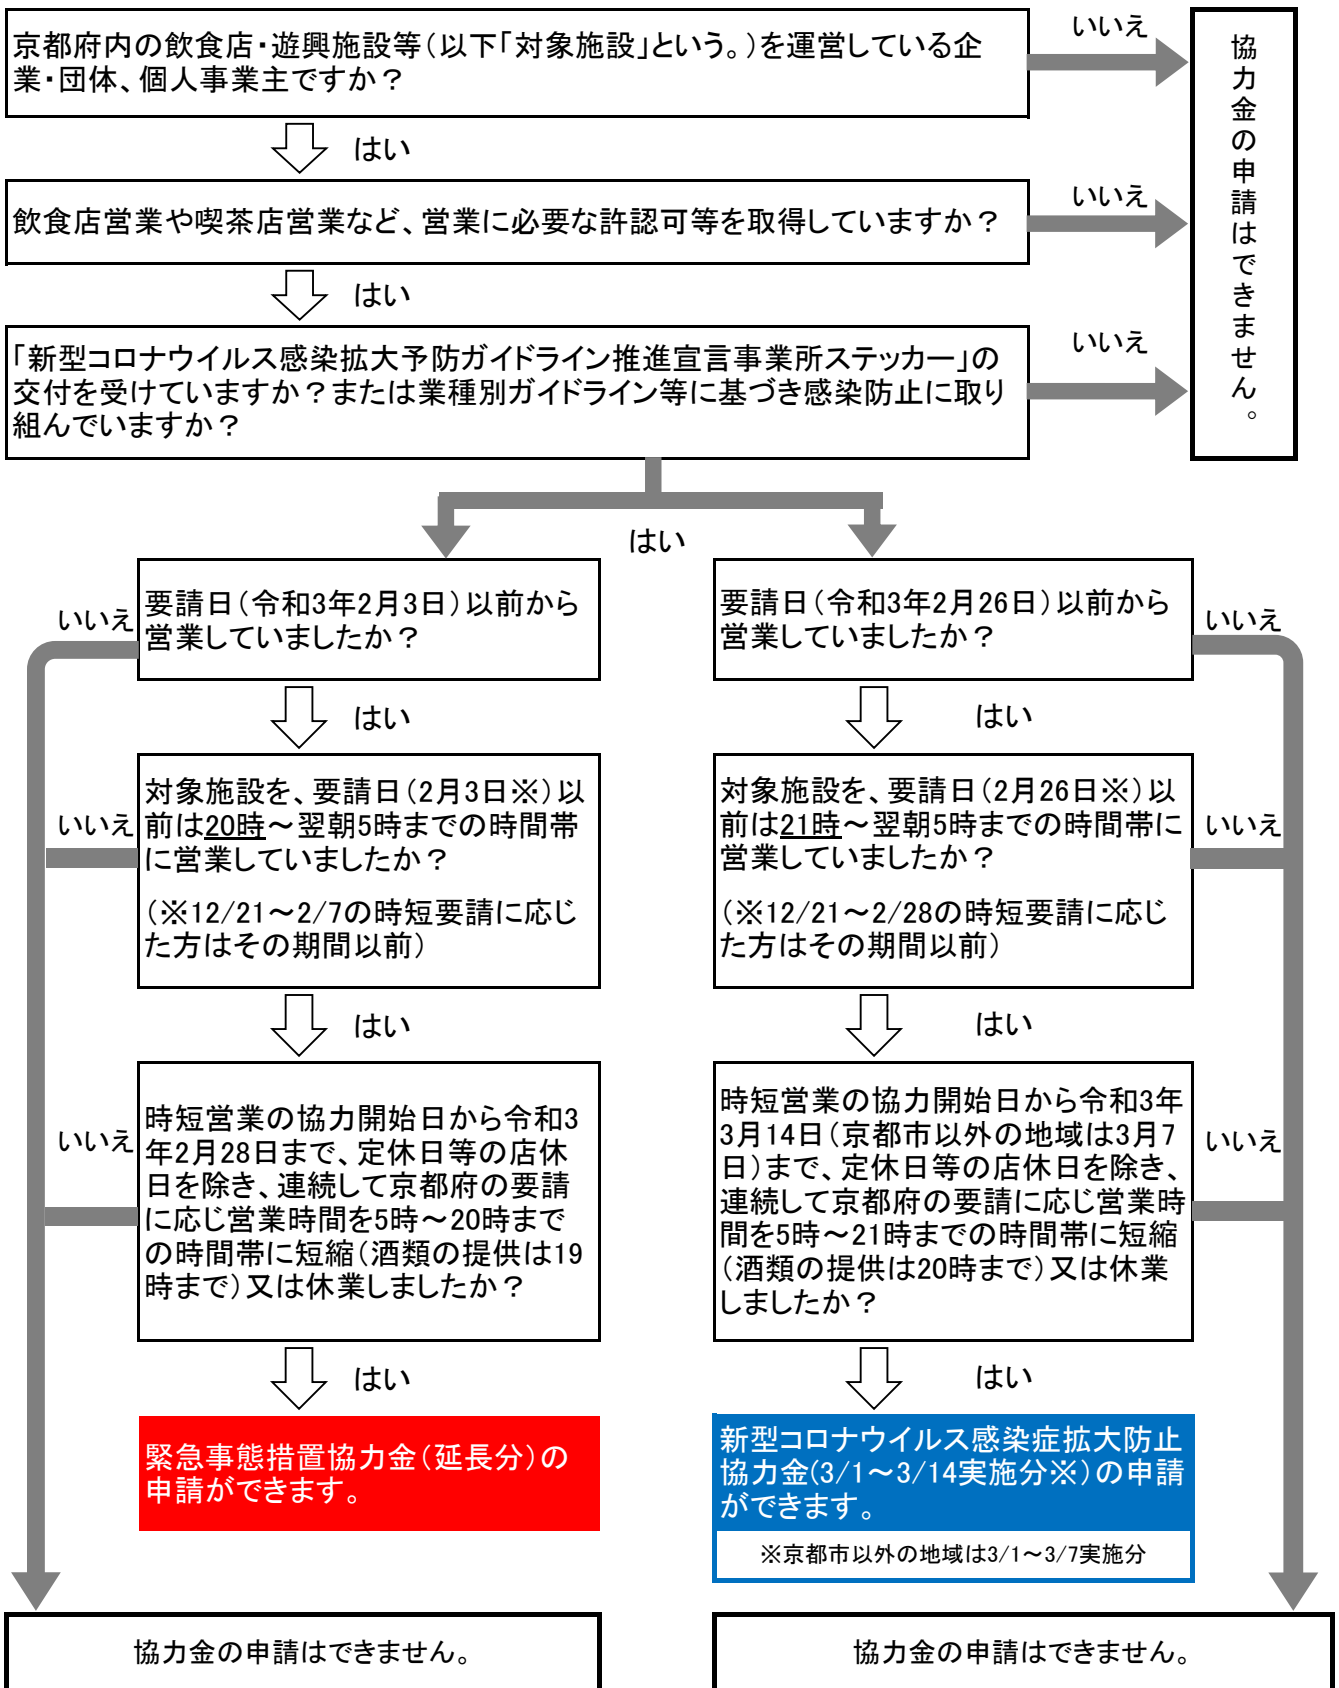 京都府内の飲食店・遊興施設等（以下「対象施設」という。）を運営している企
業・団体、個人事業主ですか？
いいえ
協力金の申請はできません。
はい
飲食店営業や喫茶店営業など、営業に必要な許認可等を取得していますか？
いいえ
はい
「新型コロナウイルス感染拡大予防ガイドライン推進宣言事業所ステッカー」の
交付を受けていますか？または業種別ガイドライン等に基づき感染防止に取り
組んでいますか？
いいえ
はい
要請日（令和3年2月3日）以前から
営業していましたか？
いいえ
はい
対象施設を、要請日（2月3日※）以
前は20時～翌朝5時までの時間帯
に営業していましたか？
（※12/21～2/7の時短要請に応じ
た方はその期間以前）
いいえ
はい
時短営業の協力開始日から令和3
年2月28日まで、定休日等の店休
日を除き、連続して京都府の要請
に応じ営業時間を5時～20時まで
の時間帯に短縮（酒類の提供は19
時まで）又は休業しましたか？
いいえ
はい
緊急事態措置協力金（延長分）の
申請ができます。
協力金の申請はできません。
要請日（令和3年2月26日）以前から
営業していましたか？
いいえ
はい
対象施設を、要請日（2月26日※）以
前は21時～翌朝5時までの時間帯に
営業していましたか？
（※12/21～2/28の時短要請に応じ
た方はその期間以前）
いいえ
はい
時短営業の協力開始日から令和3年
3月14日（京都市以外の地域は3月7
日）まで、定休日等の店休日を除き、
連続して京都府の要請に応じ営業時
間を5時～21時までの時間帯に短縮
（酒類の提供は20時まで）又は休業
しましたか？
いいえ
はい
新型コロナウイルス感染症拡大防止
協力金(3/1～3/14実施分※）の申請
ができます。
※京都市以外の地域は3/1～3/7実施分
協力金の申請はできません。